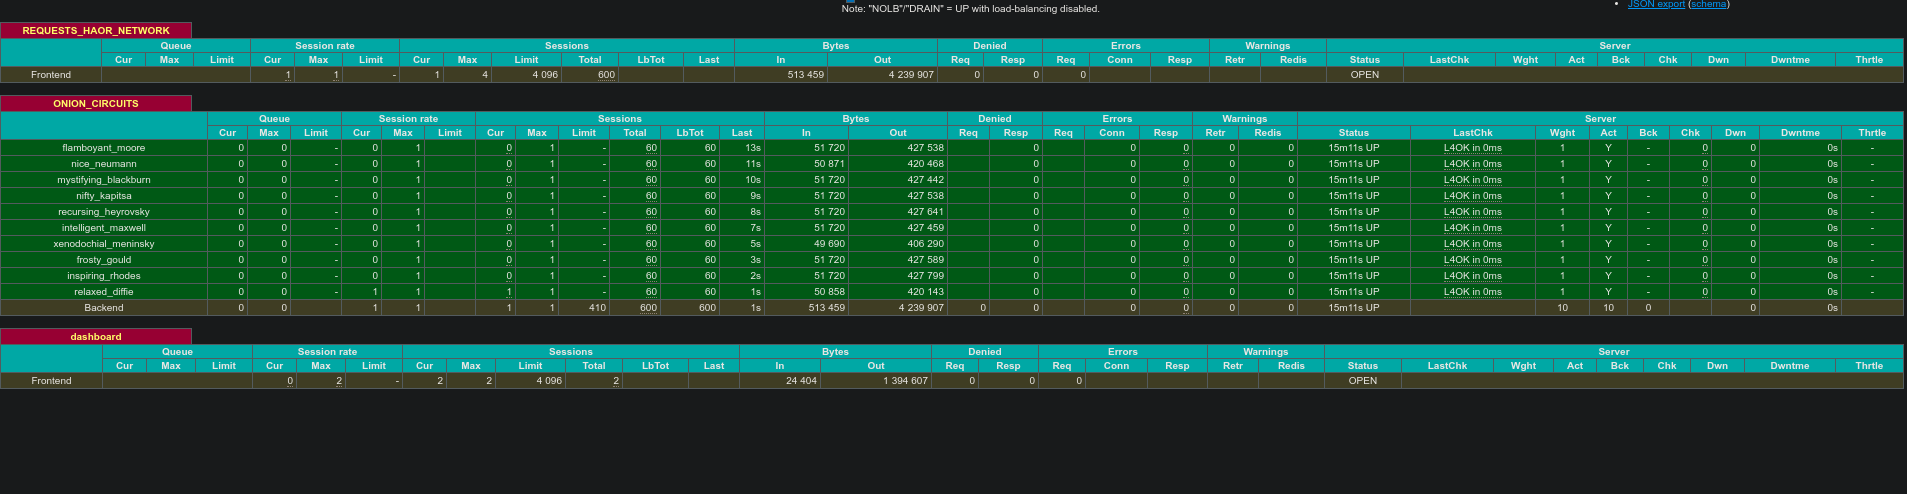 Note: "NOLB"/"DRAIN" = UP with load-balancing disabled.
• JSON export (schema)
REQUESTS_HAOR_NETWORK
Queue Session rate Sessions Bytes Denied Errors Warnings Server
Cur Max Limit Cur Max Limit Cur Max Limit Total LbTot Last In Out Req Resp Req Conn Resp Retr Redis Status LastChk Wght Act Bck Chk Dwn Dwntme Thrtle
Frontend 1 1 - 1 4 4 096 600 513 459 4 239 907 0 0 0 OPEN
ONION_CIRCUITS
Queue Session rate Sessions Bytes Denied Errors Warnings Server
Cur Max Limit Cur Max Limit Cur Max Limit Total LbTot Last In Out Req Resp Req Conn Resp Retr Redis Status LastChk Wght Act Bck Chk Dwn Dwntme Thrtle
flamboyant_moore 0 0 - 0 1 0 1 - 60 60 13s 51 720 427 538 0 0 0 0 0 15m11s UP L4OK in 0ms 1 Y - 0 0 0s -
nice_neumann 0 0 - 0 1 0 1 - 60 60 11s 50 871 420 468 0 0 0 0 0 15m11s UP L4OK in 0ms 1 Y - 0 0 0s -
mystifying_blackburn 0 0 - 0 1 0 1 - 60 60 10s 51 720 427 442 0 0 0 0 0 15m11s UP L4OK in 0ms 1 Y - 0 0 0s -
nifty_kapitsa 0 0 - 0 1 0 1 - 60 60 9s 51 720 427 538 0 0 0 0 0 15m11s UP L4OK in 0ms 1 Y - 0 0 0s -
recursing_heyrovsky 0 0 - 0 1 0 1 - 60 60 8s 51 720 427 641 0 0 0 0 0 15m11s UP L4OK in 0ms 1 Y - 0 0 0s -
intelligent_maxwell 0 0 - 0 1 0 1 - 60 60 7s 51 720 427 459 0 0 0 0 0 15m11s UP L4OK in 0ms 1 Y - 0 0 0s -
xenodochial_meninsky 0 0 - 0 1 0 1 - 60 60 5s 49 690 406 290 0 0 0 0 0 15m11s UP L4OK in 0ms 1 Y - 0 0 0s -
frosty_gould 0 0 - 0 1 0 1 - 60 60 3s 51 720 427 589 0 0 0 0 0 15m11s UP L4OK in 0ms 1 Y - 0 0 0s -
inspiring_rhodes 0 0 - 0 1 0 1 - 60 60 2s 51 720 427 799 0 0 0 0 0 15m11s UP L4OK in 0ms 1 Y - 0 0 0s -
relaxed_diffie 0 0 - 1 1 1 1 - 60 60 1s 50 858 420 143 0 0 0 0 0 15m11s UP L4OK in 0ms 1 Y - 0 0 0s -
Backend 0 0 1 1 1 1 410 600 600 1s 513 459 4 239 907 0 0 0 0 0 0 15m11s UP 10 10 0 0 0s
dashboard
Queue Session rate Sessions Bytes Denied Errors Warnings Server
Cur Max Limit Cur Max Limit Cur Max Limit Total LbTot Last In Out Req Resp Req Conn Resp Retr Redis Status LastChk Wght Act Bck Chk Dwn Dwntme Thrtle
Frontend 0 2 - 2 2 4 096 2 24 404 1 394 607 0 0 0 OPEN